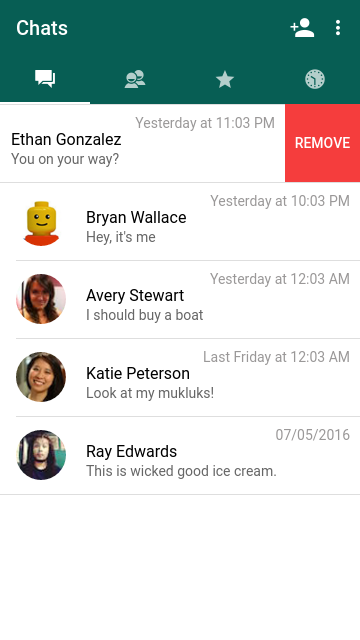 Chats
Yesterday at 11:03 PM
Ethan Gonzalez
You on your way?
REMOVE
Yesterday at 10:03 PM
Bryan Wallace
Hey, it's me
Yesterday at 12:03 AM
Avery Stewart
I should buy a boat
Last Friday at 12:03 AM
Katie Peterson
Look at my mukluks!
07/05/2016
Ray Edwards
This is wicked good ice cream.